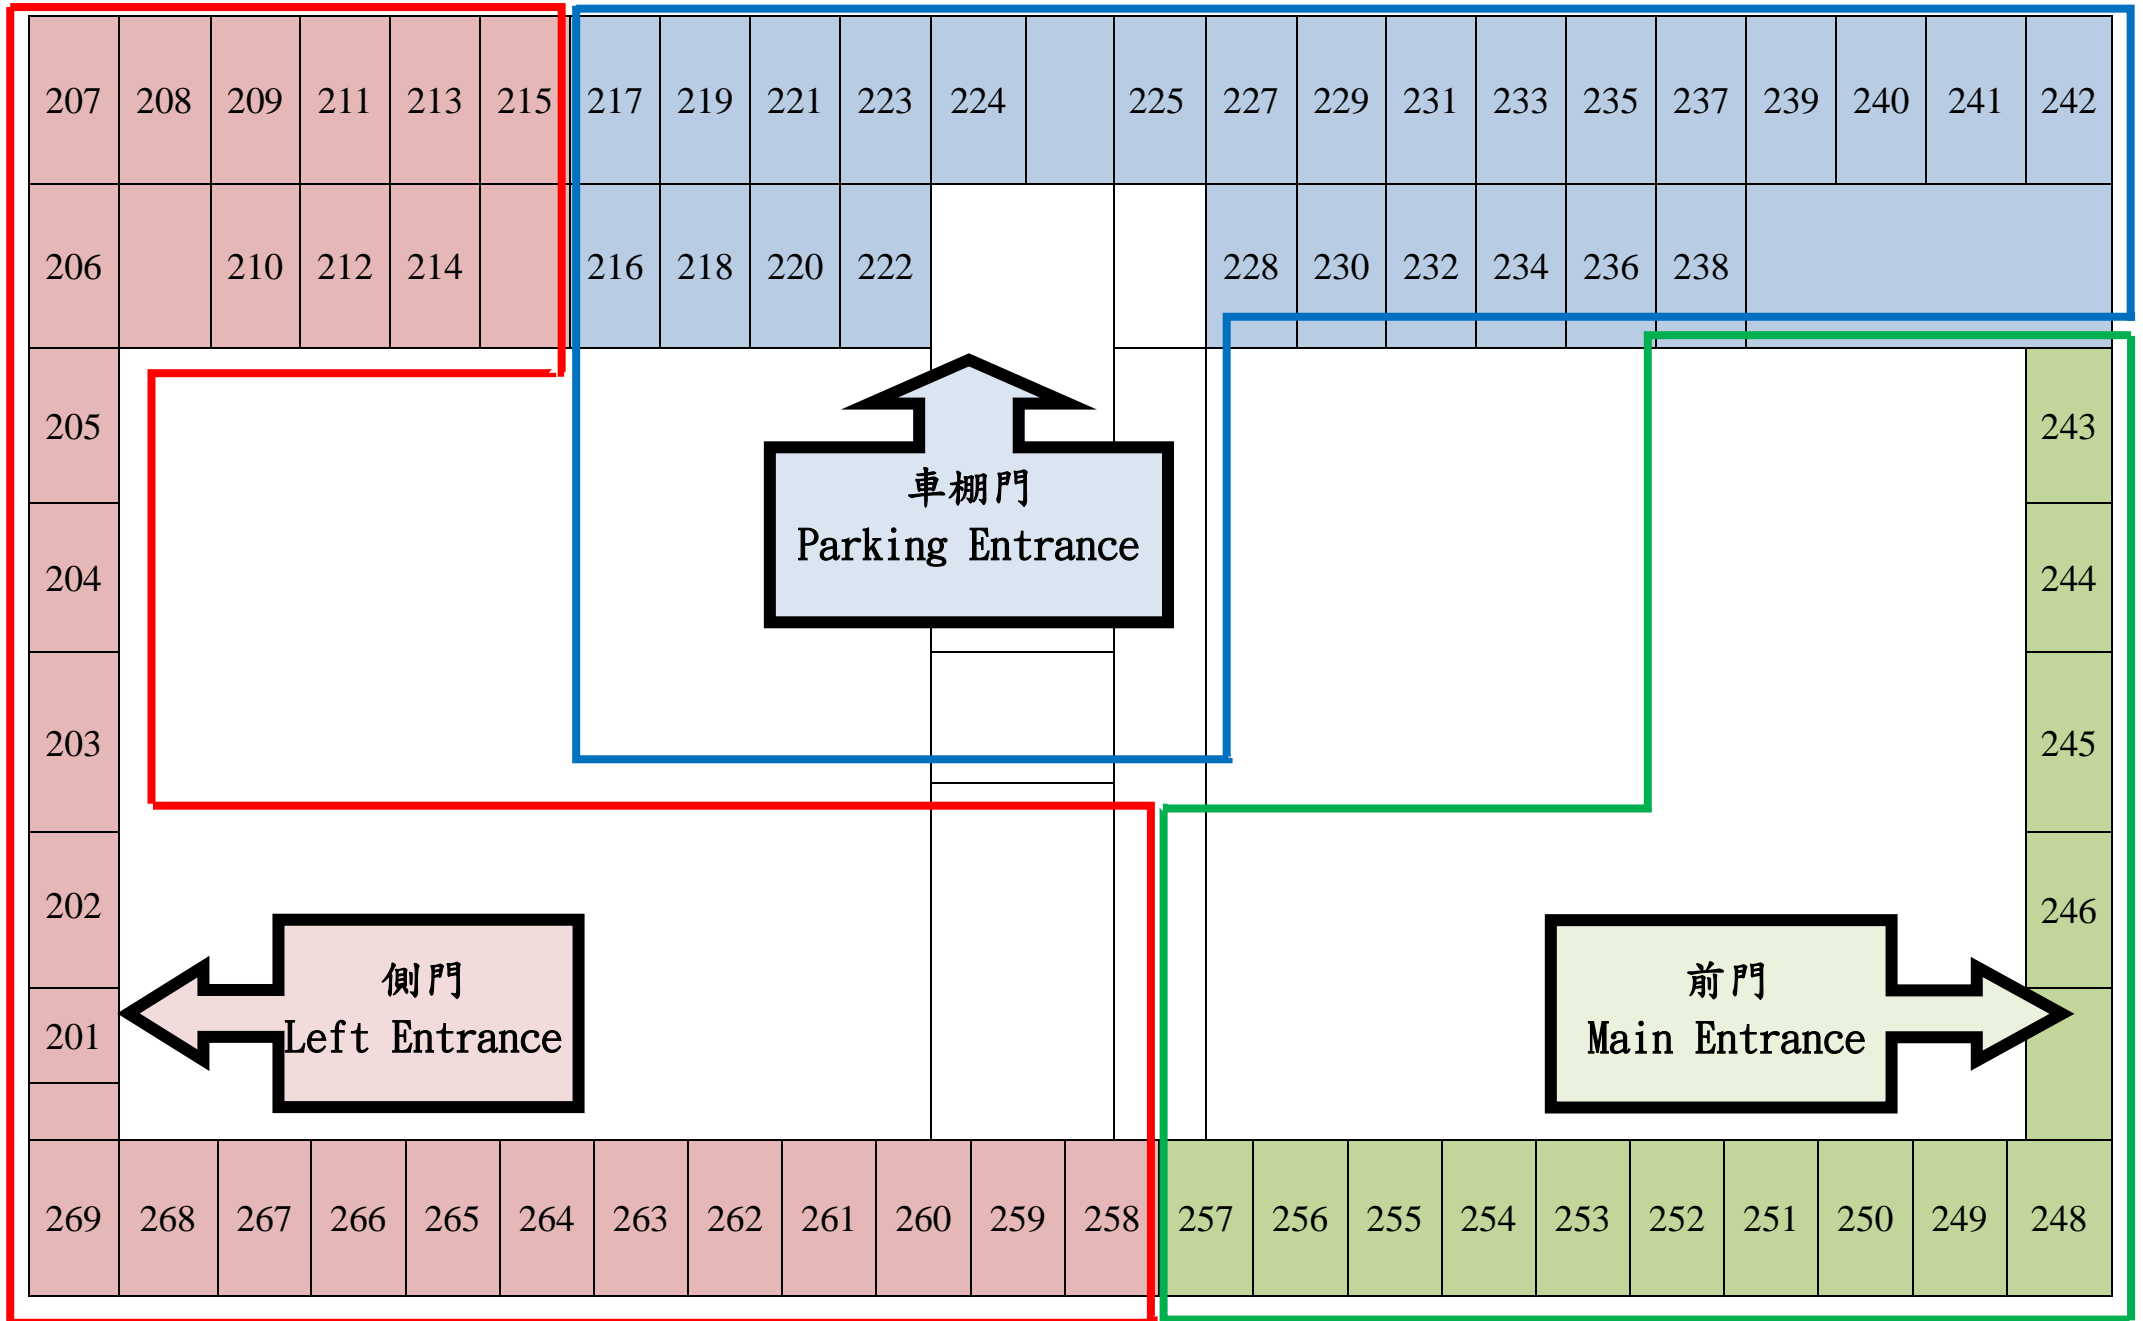 207 208 209 211 213 215 217 219 221 223 224 225 227 229 231 233 235 237 239 240 241 242
206 210 212 214 216 218 220 222 228 230 232 234 236 238
205 243
車棚門
Parking Entrance
204 244
203 245
202 246
側門
Left Entrance
前門
Main Entrance
201
269 268 267 266 265 264 263 262 261 260 259 258 257 256 255 254 253 252 251 250 249 248